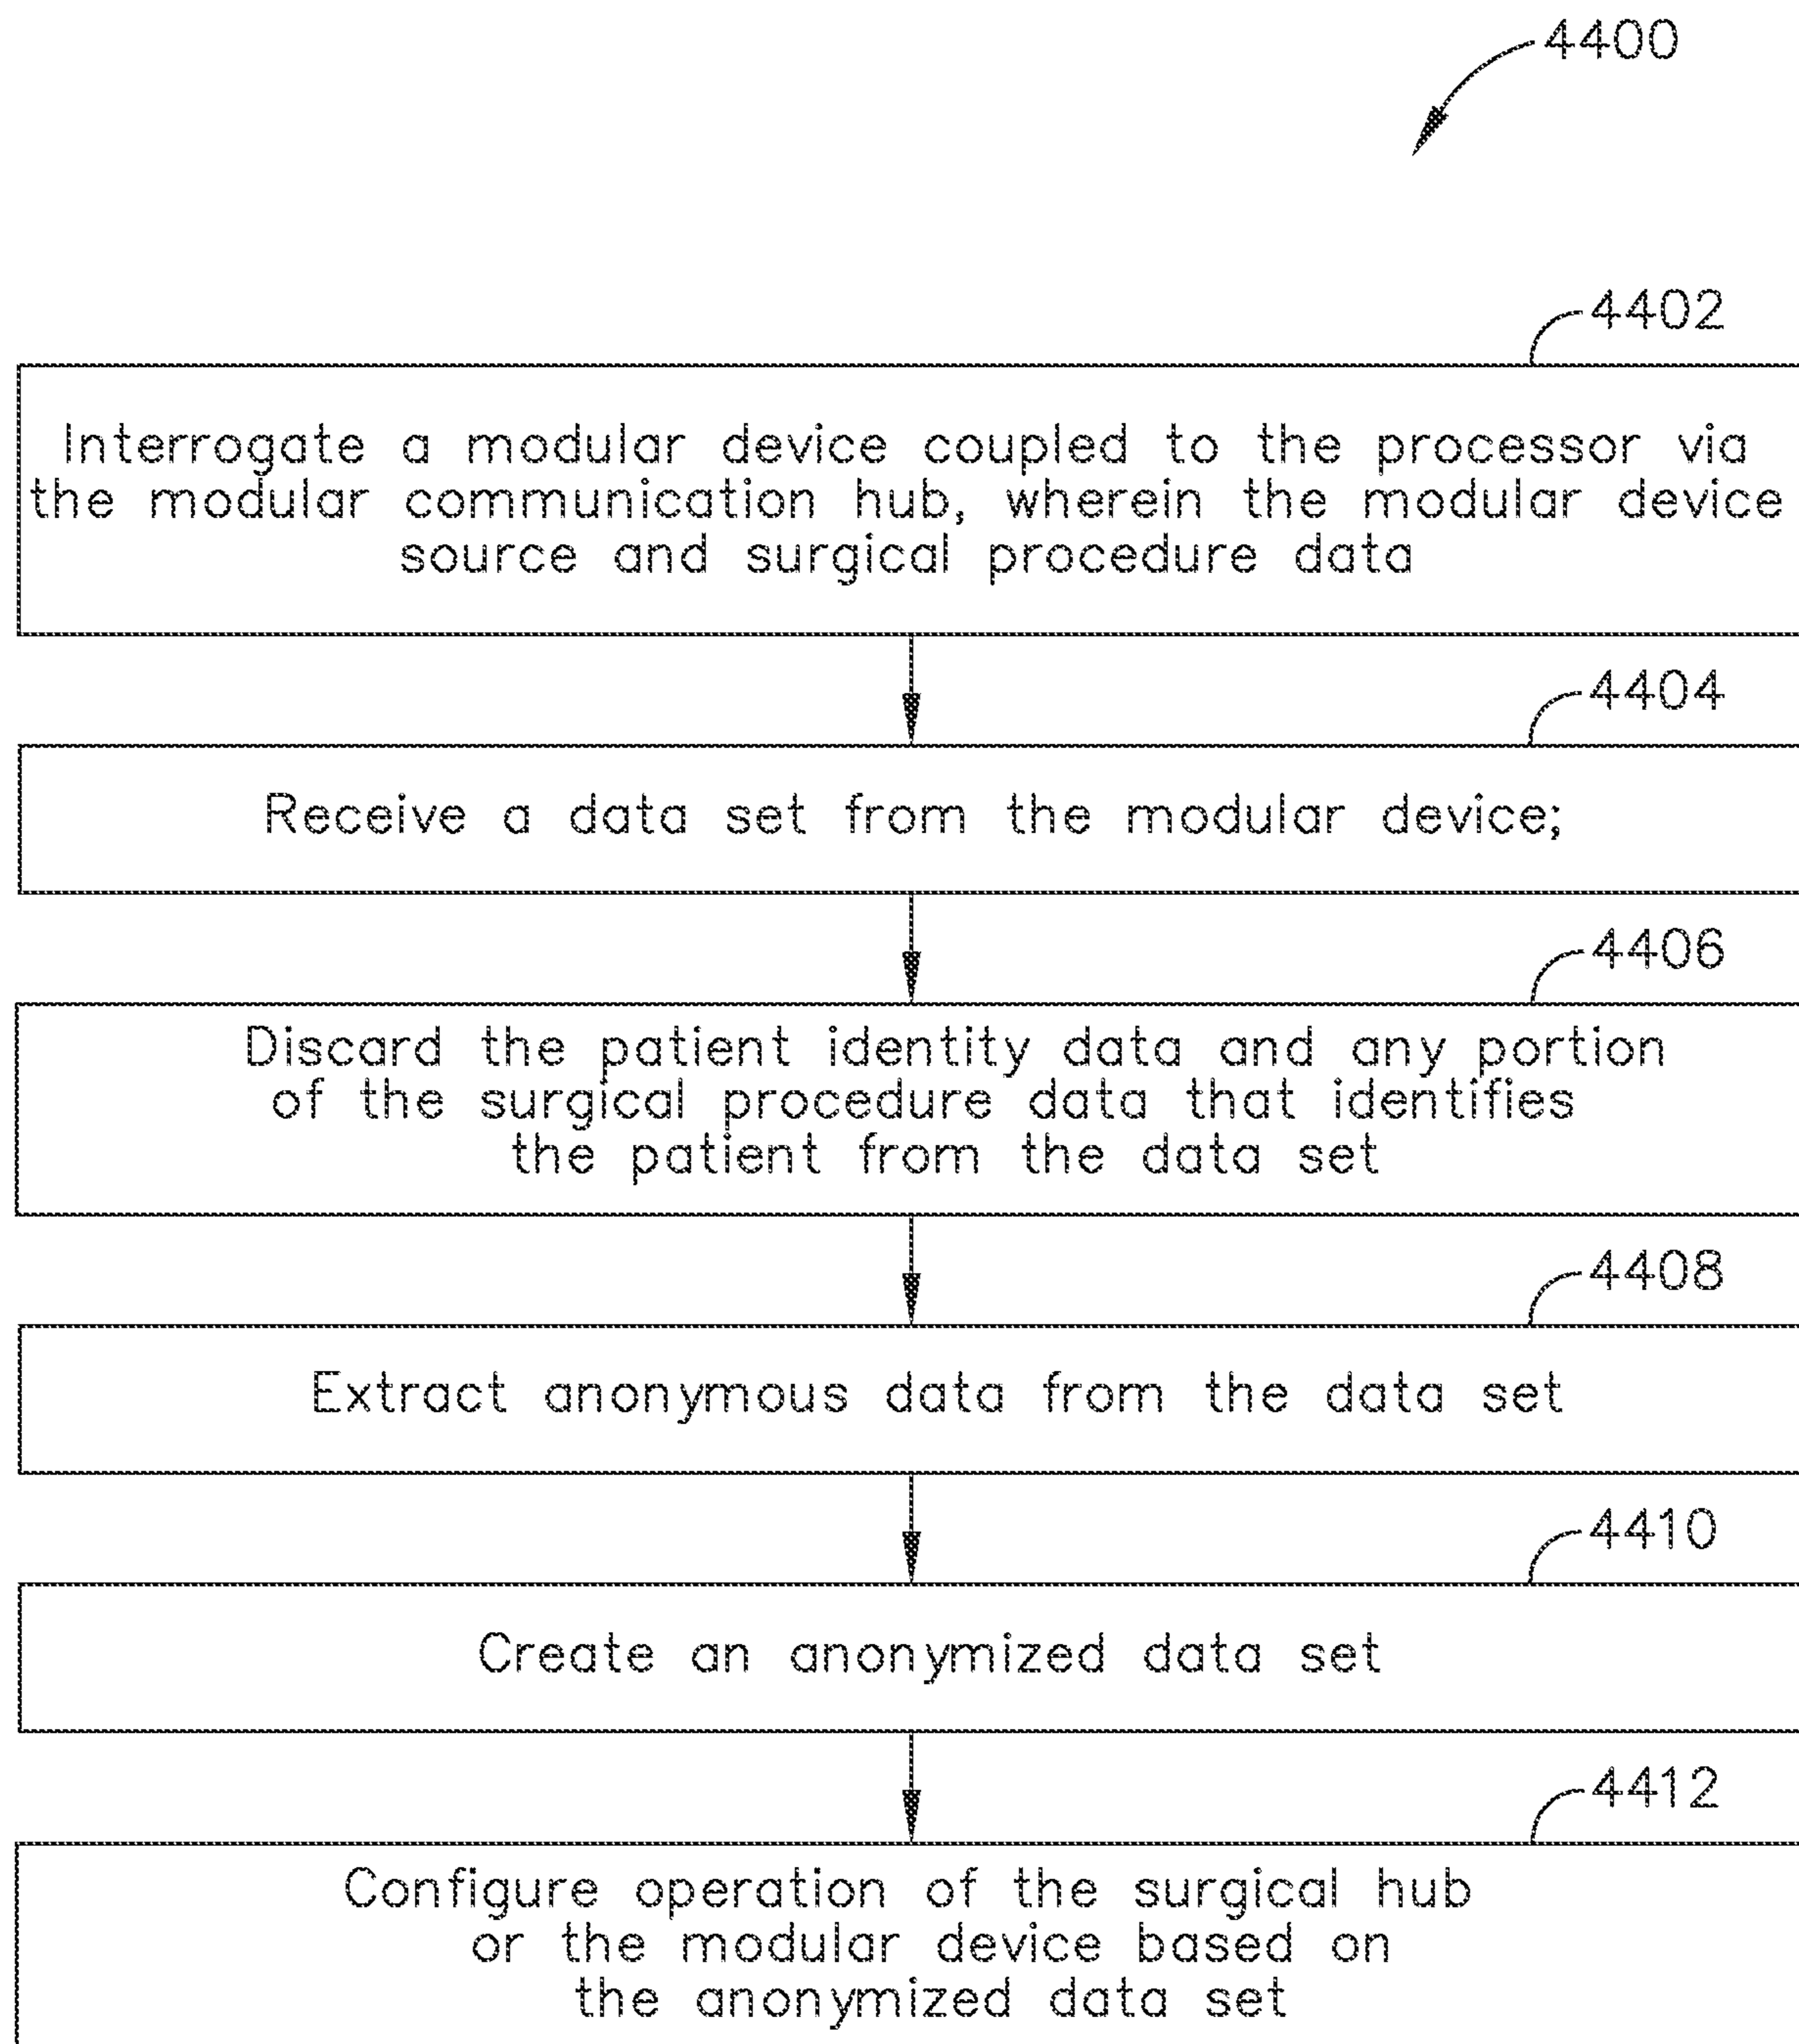 4400
4402
Interrogate a modular device coupled to the processor via
the modular communication hub, wherein the modular device
source and surgical procedure data
4404
Receive a data set from the modular device;
4406
Discard the patient identity data and any portion
of the surgical procedure data that identifies
the patient from the data set
4408
Extract anonymous data from the data set
4410
Create an anonymized data set
4412
Configure operation of the surgical hub
or the modular device based on
the anonymized data set